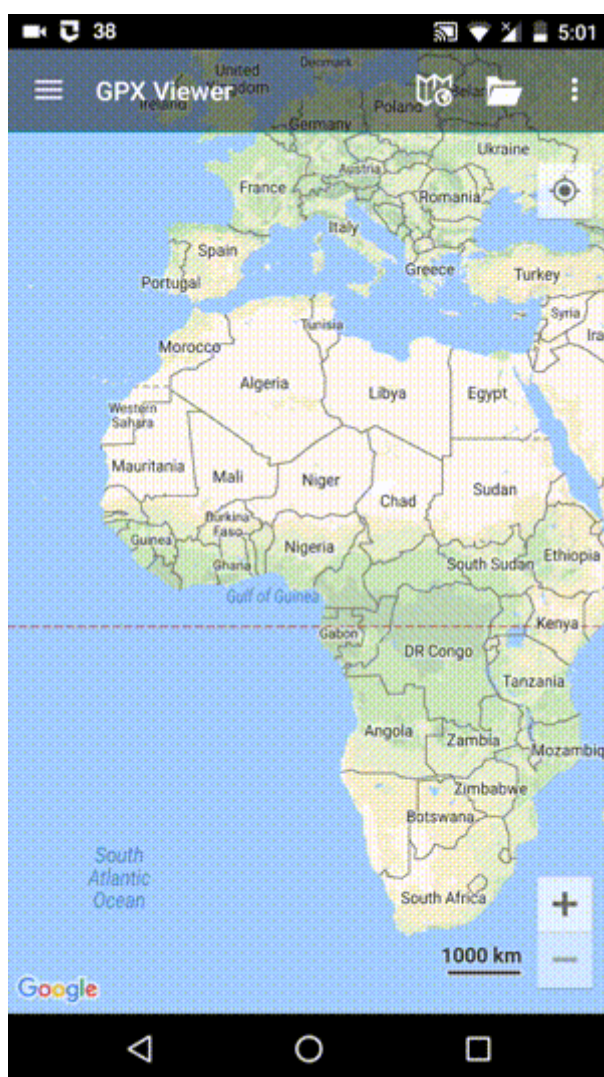 38
5:01
GPX Viewer
United Kingdom
Denmark
Ireland
Poland
Belar
Germany
Ukraine
Austria
France
Romania
Italy
Spain
Greece
Turkey
Portugal
Syria
Tunisia
Ira
Morocco
Algeria
Libya
Egypt
Western
Sahara
Mauritania
Mali
Niger
Chad
Sudan
Burkina
Faso
Guinea
Nigeria
Ghana
South Sudan
Ethiopia
Gulf of Guinea
Gabon
Kenya
DR Congo
Tanzania
Angola
Zambia
Mozambiq
Zimbabwe
Botswana
South
Atlantic
Ocean
South Africa
+
1000 km
−
Google